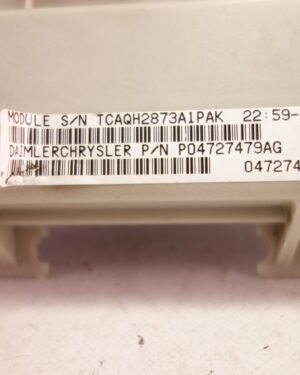 MODULE S/N TCAQH2873A1PAK 22:59-
DAIMLERCHRYSLER P/N P04727479AG
047274